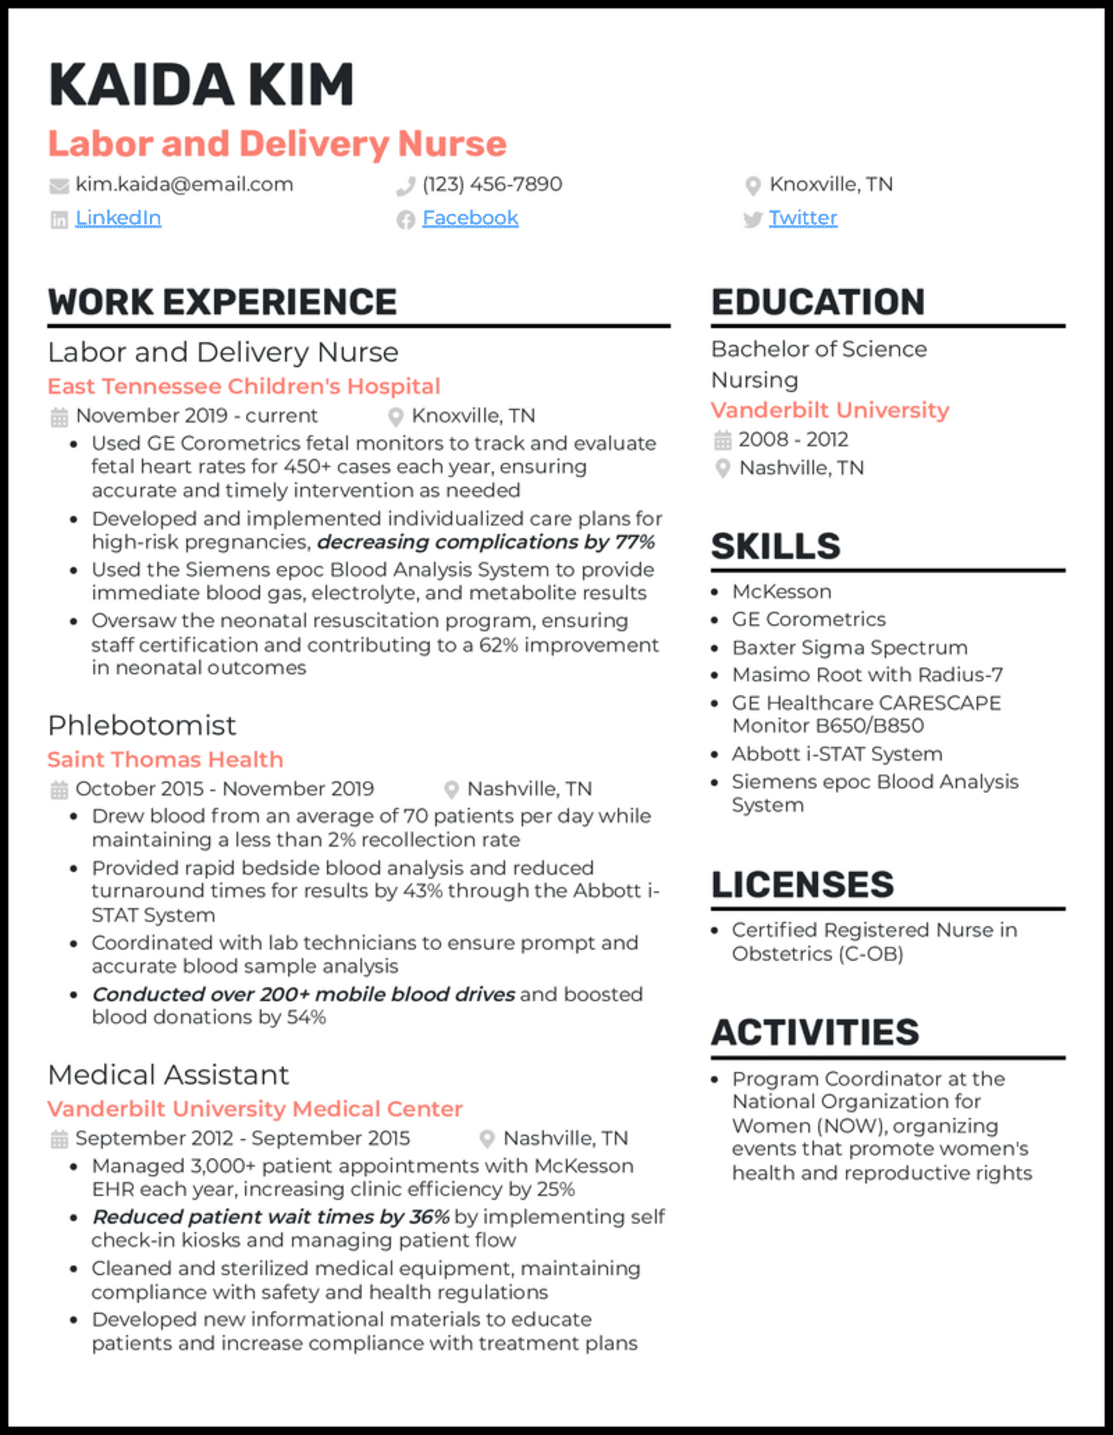 KAIDA KIM
Labor and Delivery Nurse
kim.kaida@email.com (123) 456-7890 Knoxville, TN
LinkedIn Facebook Twitter
WORK EXPERIENCE
Labor and Delivery Nurse
East Tennessee Children's Hospital
November 2019 - current Knoxville, TN
• Used GE Corometrics fetal monitors to track and evaluate
fetal heart rates for 450+ cases each year, ensuring
accurate and timely intervention as needed
• Developed and implemented individualized care plans for
high-risk pregnancies, decreasing complications by 77%
• Used the Siemens epoc Blood Analysis System to provide
immediate blood gas, electrolyte, and metabolite results
• Oversaw the neonatal resuscitation program, ensuring
staff certification and contributing to a 62% improvement
in neonatal outcomes
Phlebotomist
Saint Thomas Health
October 2015 - November 2019 Nashville, TN
• Drew blood from an average of 70 patients per day while
maintaining a less than 2% recollection rate
• Provided rapid bedside blood analysis and reduced
turnaround times for results by 43% through the Abbott i-
STAT System
• Coordinated with lab technicians to ensure prompt and
accurate blood sample analysis
• Conducted over 200+ mobile blood drives and boosted
blood donations by 54%
Medical Assistant
Vanderbilt University Medical Center
September 2012 - September 2015 Nashville, TN
• Managed 3,000+ patient appointments with McKesson
EHR each year, increasing clinic efficiency by 25%
• Reduced patient wait times by 36% by implementing self
check-in kiosks and managing patient flow
• Cleaned and sterilized medical equipment, maintaining
compliance with safety and health regulations
• Developed new informational materials to educate
patients and increase compliance with treatment plans
EDUCATION
Bachelor of Science
Nursing
Vanderbilt University
2008 - 2012
Nashville, TN
SKILLS
• McKesson
• GE Corometrics
• Baxter Sigma Spectrum
• Masimo Root with Radius-7
• GE Healthcare CARESCAPE
Monitor B650/B850
• Abbott i-STAT System
• Siemens epoc Blood Analysis
System
LICENSES
• Certified Registered Nurse in
Obstetrics (C-OB)
ACTIVITIES
• Program Coordinator at the
National Organization for
Women (NOW), organizing
events that promote women's
health and reproductive rights